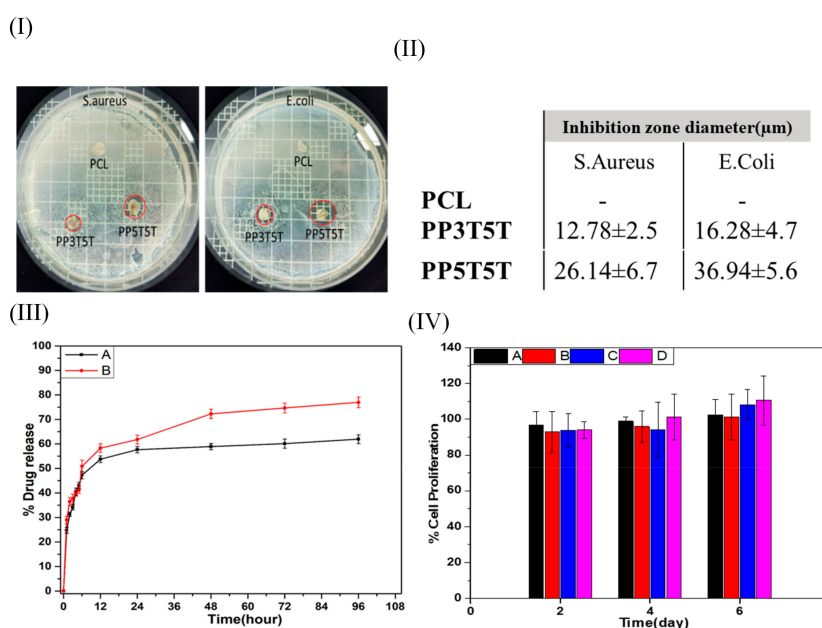 (I)
(II)
S.aureus
PCL
PP3T5T
PP5T5T
E.coli
PCL
PP3T5T
PP5T5T
Inhibition zone diameter(µm)
S.Aureus E.Coli
PCL - -
PP3T5T 12.78±2.5 16.28±4.7
PP5T5T 26.14±6.7 36.94±5.6
(III)
A
B
% Drug release
100
90
80
70
60
50
40
30
20
10
0
0 12 24 36 48 60 72 84 96 108
Time(hour)
(IV)
A B C D
% Cell Proliferation
140
120
100
80
60
40
20
0
0 2 4 6
Time(day)